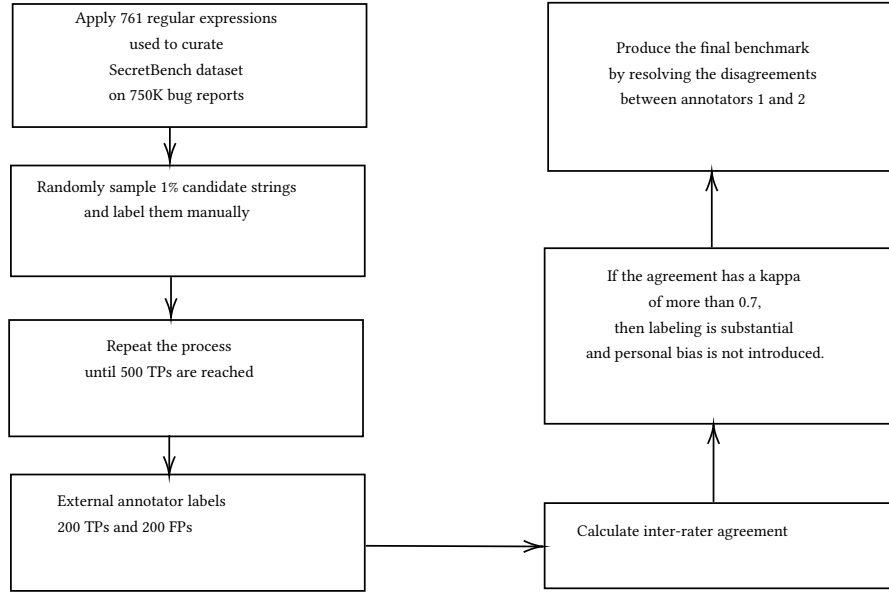 Apply 761 regular expressions
used to curate
SecretBench dataset
on 750K bug reports
Randomly sample 1% candidate strings
and label them manually
Repeat the process
until 500 TPs are reached
External annotator labels
200 TPs and 200 FPs
Calculate inter-rater agreement
If the agreement has a kappa
of more than 0.7,
then labeling is substantial
and personal bias is not introduced.
Produce the final benchmark
by resolving the disagreements
between annotators 1 and 2